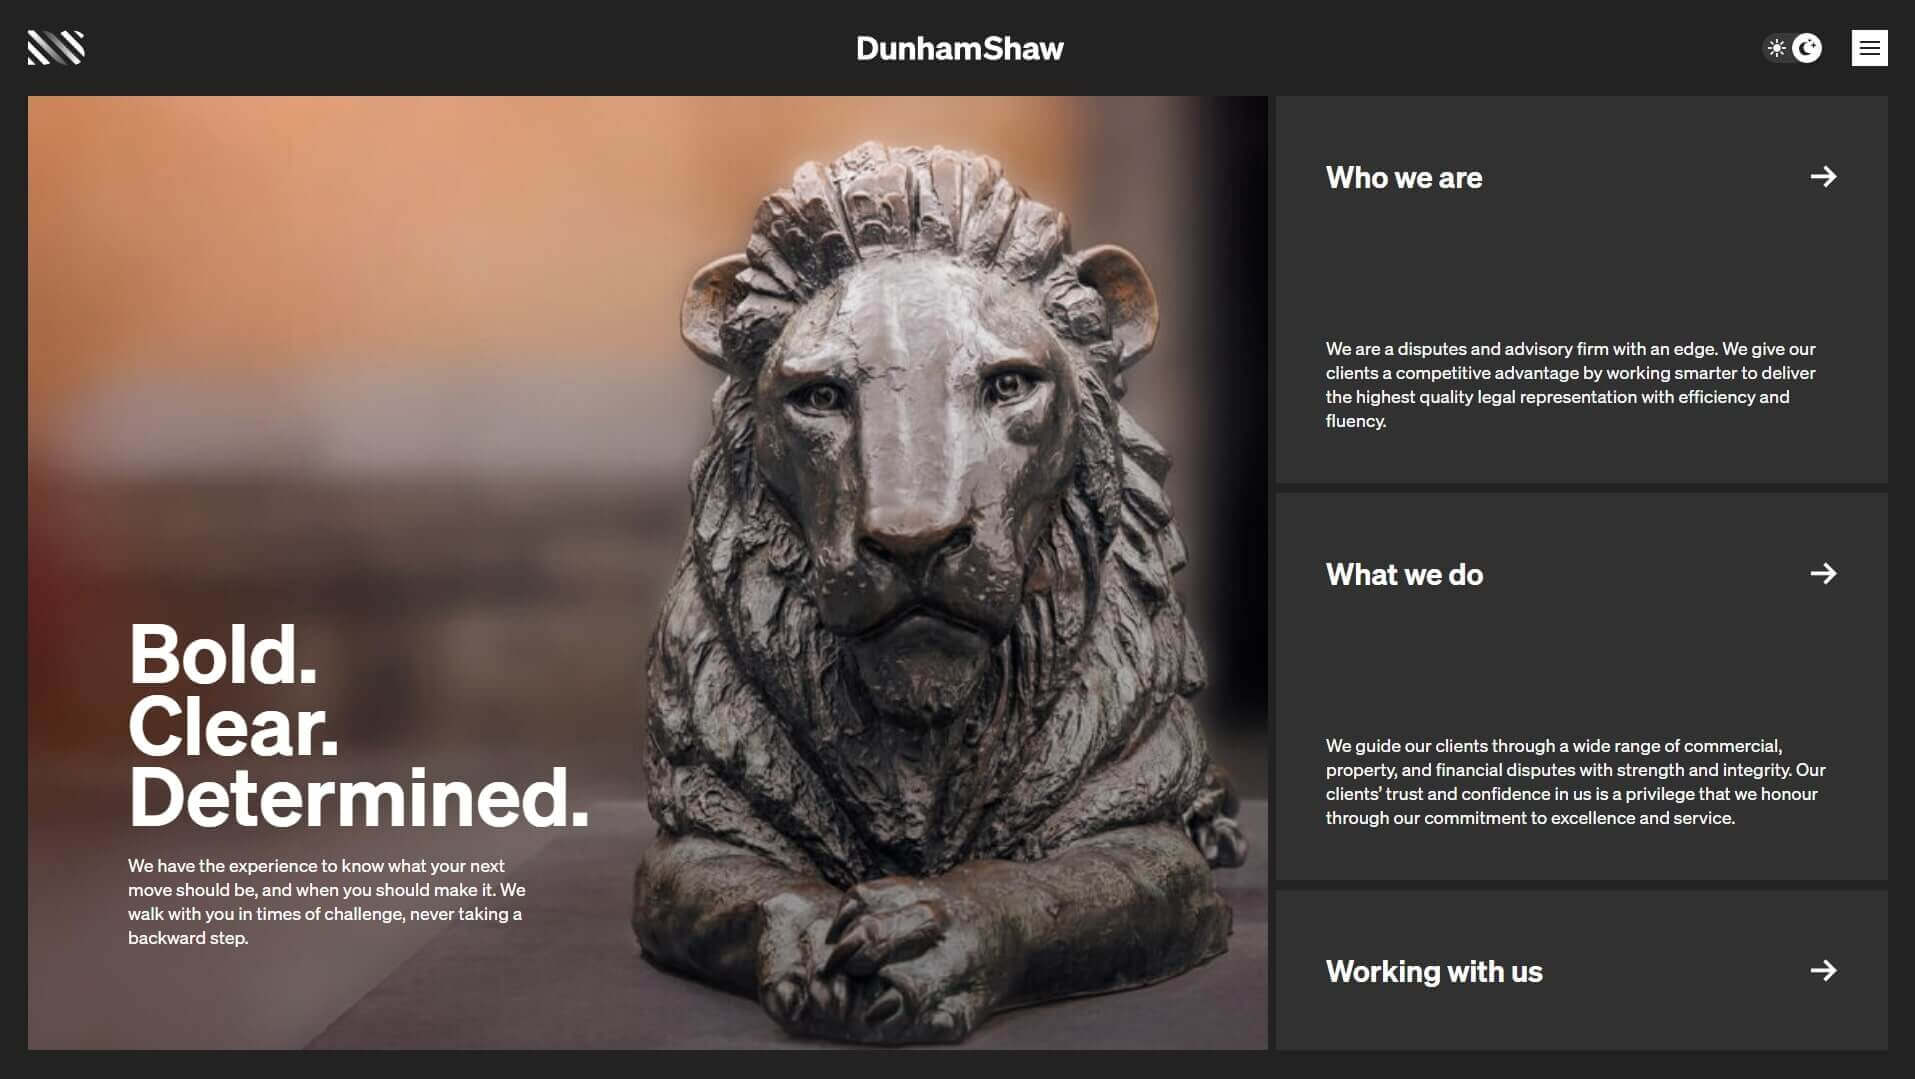 DunhamShaw
Bold.
Clear.
Determined.
We have the experience to know what your next
move should be, and when you should make it. We
walk with you in times of challenge, never taking a
backward step.
Who we are
We are a disputes and advisory firm with an edge. We give our
clients a competitive advantage by working smarter to deliver
the highest quality legal representation with efficiency and
fluency.
What we do
We guide our clients through a wide range of commercial,
property, and financial disputes with strength and integrity. Our
clients’ trust and confidence in us is a privilege that we honour
through our commitment to excellence and service.
Working with us